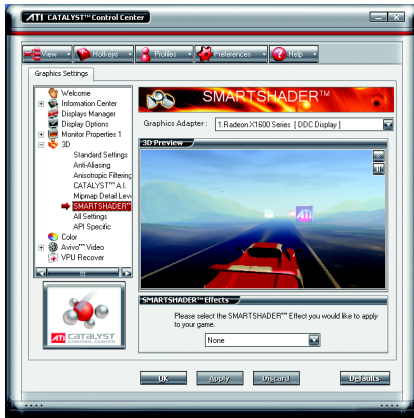 ATI CATALYST™ Control Center
View
Hotkeys
Profiles
Preferences
Help
Graphics Settings
Welcome
Information Center
Displays Manager
Display Options
Monitor Properties 1
3D
Standard Settings
Anti-Aliasing
Anisotropic Filtering
CATALYST™ A.I.
Mipmap Detail Leve
SMARTSHADER™
All Settings
API Specific
Color
Avivo™ Video
VPU Recover
ATI CATALYST
CONTROL CENTER
SMARTSHADER™
Graphics Adapter :
1.Radeon X1600 Series [ DDC Display ]
3D Preview
ATI
SMARTSHADER™ Effects
Please select the SMARTSHADER™ Effect you would like to apply
to your game.
None
OK
Apply
Discard
Defaults